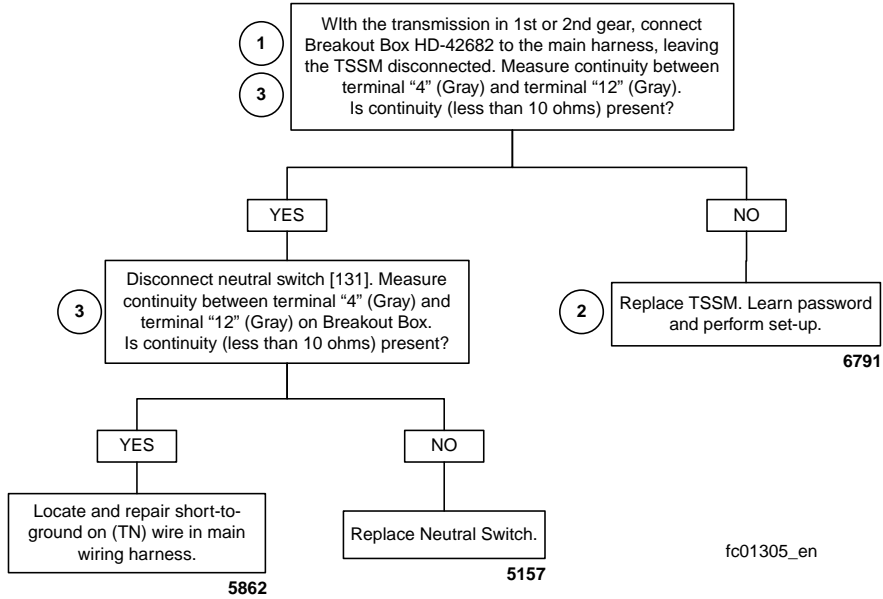 1
3
WIth the transmission in 1st or 2nd gear, connect
Breakout Box HD-42682 to the main harness, leaving
the TSSM disconnected. Measure continuity between
terminal “4” (Gray) and terminal “12” (Gray).
Is continuity (less than 10 ohms) present?
YES
NO
3
Disconnect neutral switch [131]. Measure
continuity between terminal “4” (Gray) and
terminal “12” (Gray) on Breakout Box.
Is continuity (less than 10 ohms) present?
2
Replace TSSM. Learn password
and perform set-up.
6791
YES
NO
Locate and repair short-to-
ground on (TN) wire in main
wiring harness.
5862
Replace Neutral Switch.
5157
fc01305_en